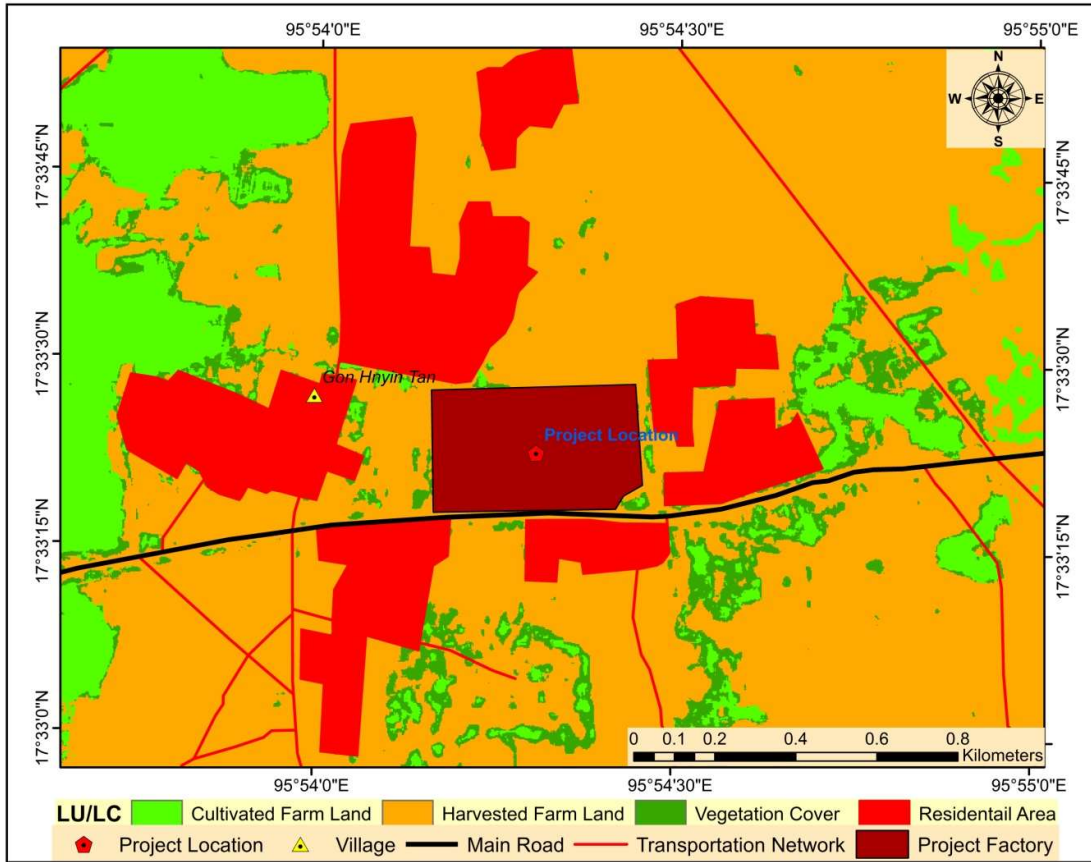 95°54'0"E 95°54'30"E 95°55'0"E
N
W E
S
17°33'45"N 17°33'45"N
17°33'30"N 17°33'30"N
Gon Hnyin Tan
Project Location
17°33'15"N 17°33'15"N
17°33'0"N
0 0.1 0.2 0.4 0.6 0.8
Kilometers
95°54'0"E 95°54'30"E 95°55'0"E
LU/LC Cultivated Farm Land Harvested Farm Land Vegetation Cover Residentail Area
Project Location Village Main Road Transportation Network Project Factory